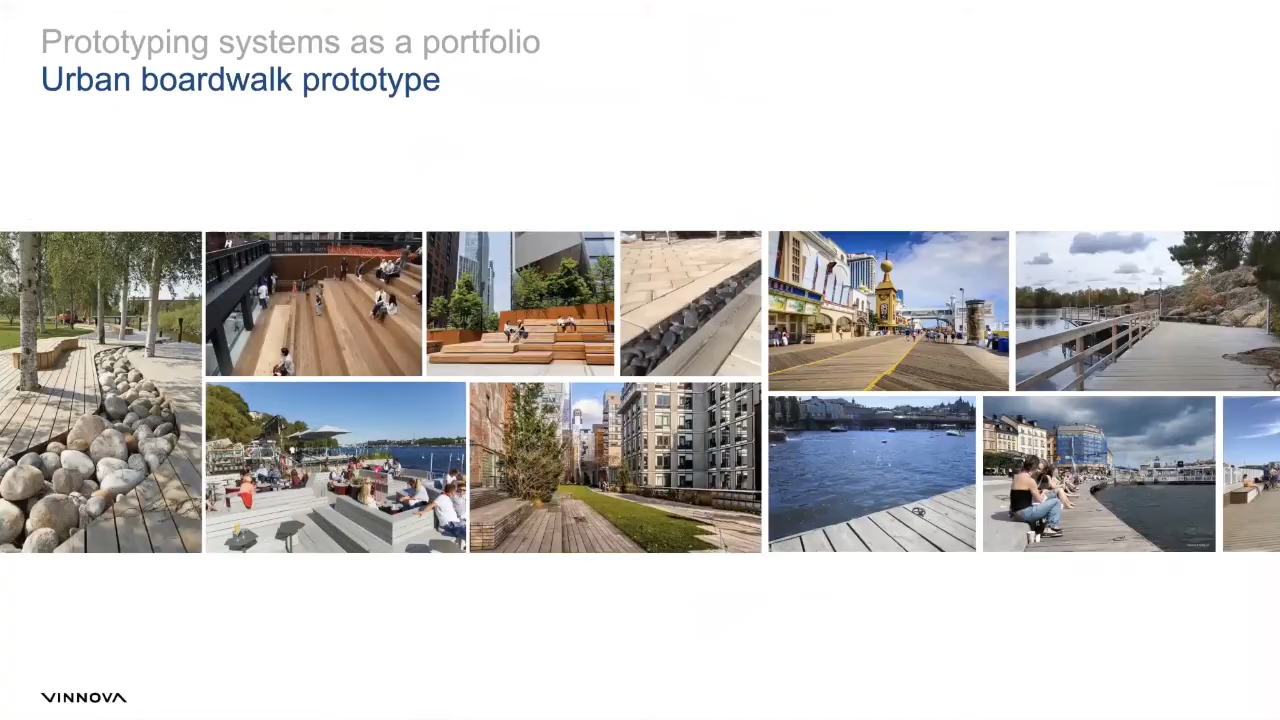 Prototyping systems as a portfolio
Urban boardwalk prototype
VINNOVA